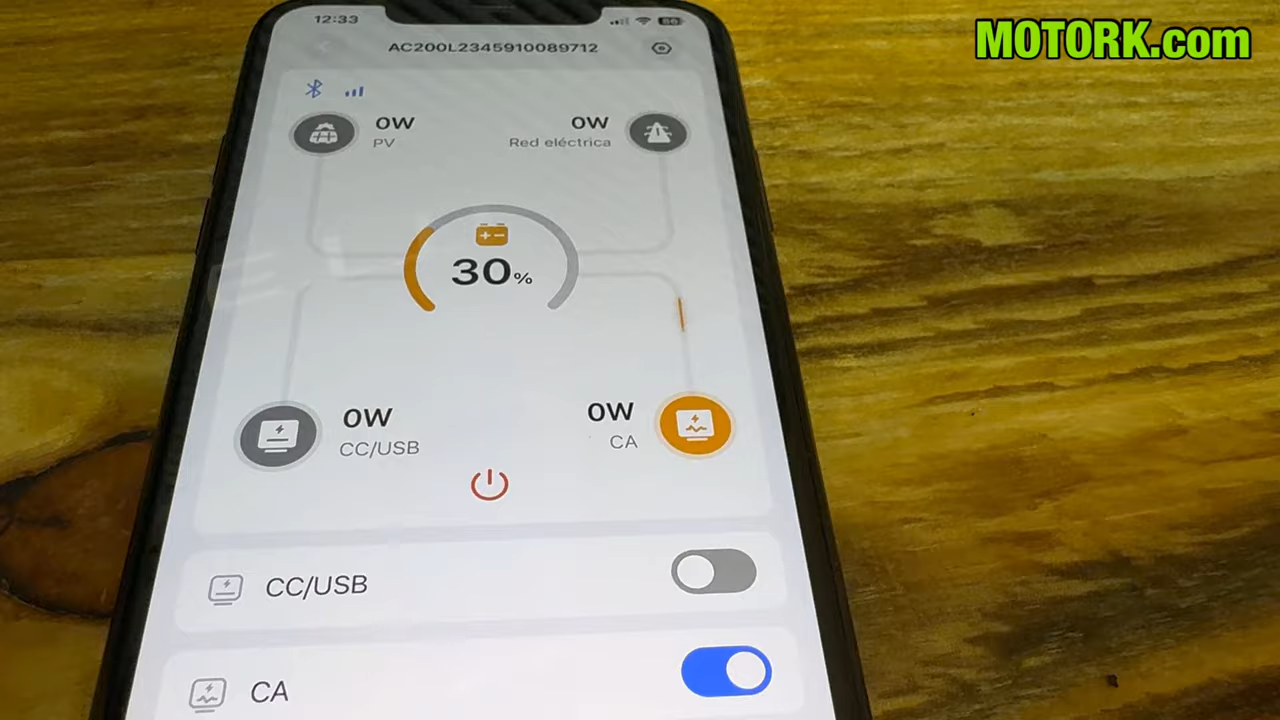 12:33
86
MOTORK.com
AC200L2345910089712
0W
PV
0W
Red eléctrica
30%
0W
CC/USB
0W
CA
CC/USB
CA